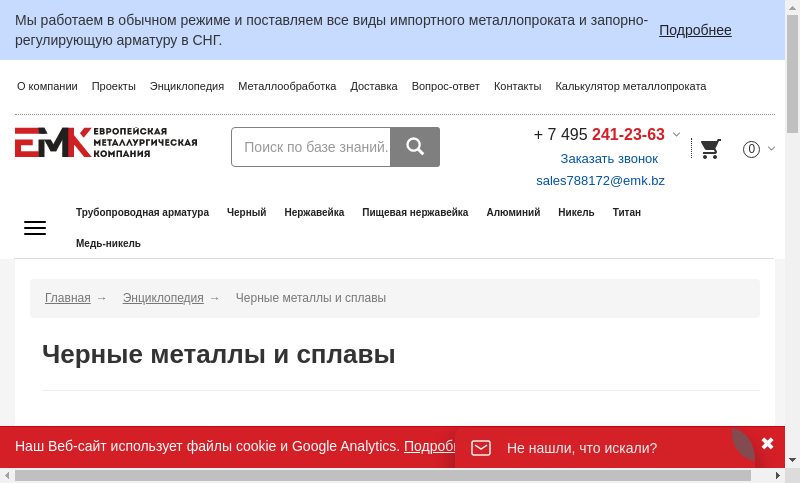 Мы работаем в обычном режиме и поставляем все виды импортного металлопроката и запорно-
регулирующую арматуру в СНГ.
Подробнее
О компании Проекты Энциклопедия Металлообработка Доставка Вопрос-ответ Контакты Калькулятор металлопроката
ЕМК ЕВРОПЕЙСКАЯ
МЕТАЛЛУРГИЧЕСКАЯ
КОМПАНИЯ
Поиск по базе знаний.
+ 7 495 241-23-63
Заказать звонок
sales788172@emk.bz
0
Трубопроводная арматура Черный Нержавейка Пищевая нержавейка Алюминий Никель Титан
Медь-никель
Главная → Энциклопедия → Черные металлы и сплавы
Черные металлы и сплавы
Наш Веб-сайт использует файлы cookie и Google Analytics.
Не нашли, что искали?